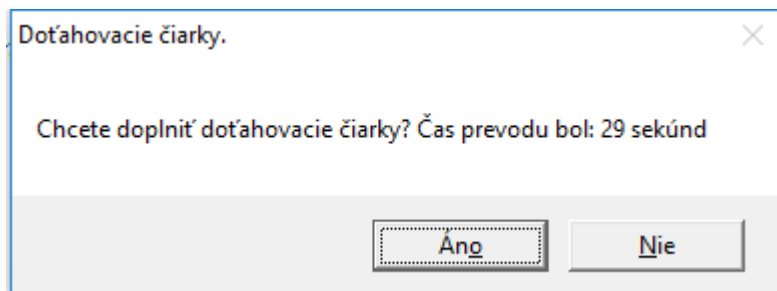 Doťahovacie čiarky.
Chcete doplniť doťahovacie čiarky? Čas prevodu bol: 29 sekúnd
Áno
Nie